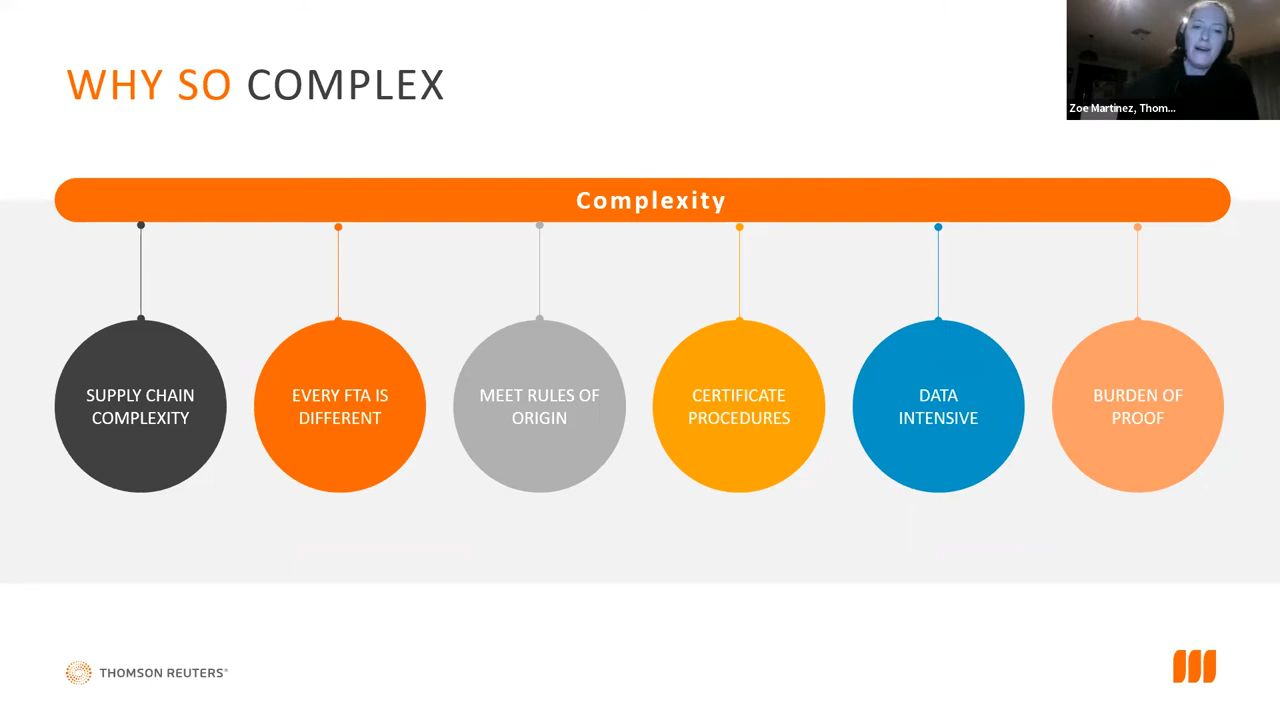 WHY SO COMPLEX
Zoe Martinez, Thom...
Complexity
SUPPLY CHAIN
COMPLEXITY
EVERY FTA IS
DIFFERENT
MEET RULES OF
ORIGIN
CERTIFICATE
PROCEDURES
DATA
INTENSIVE
BURDEN OF
PROOF
THOMSON REUTERS®